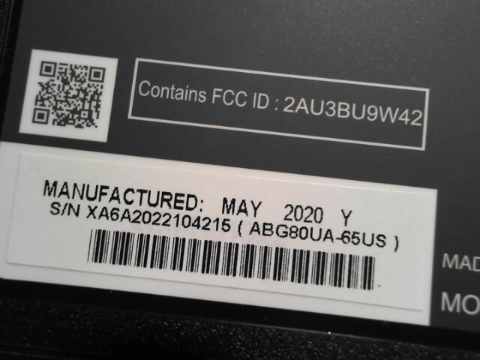 Contains FCC ID : 2AU3BU9W42
MANUFACTURED: MAY 2020 Y
S/N XA6A2022104215 ( ABG80UA-65US )
MAD
MO